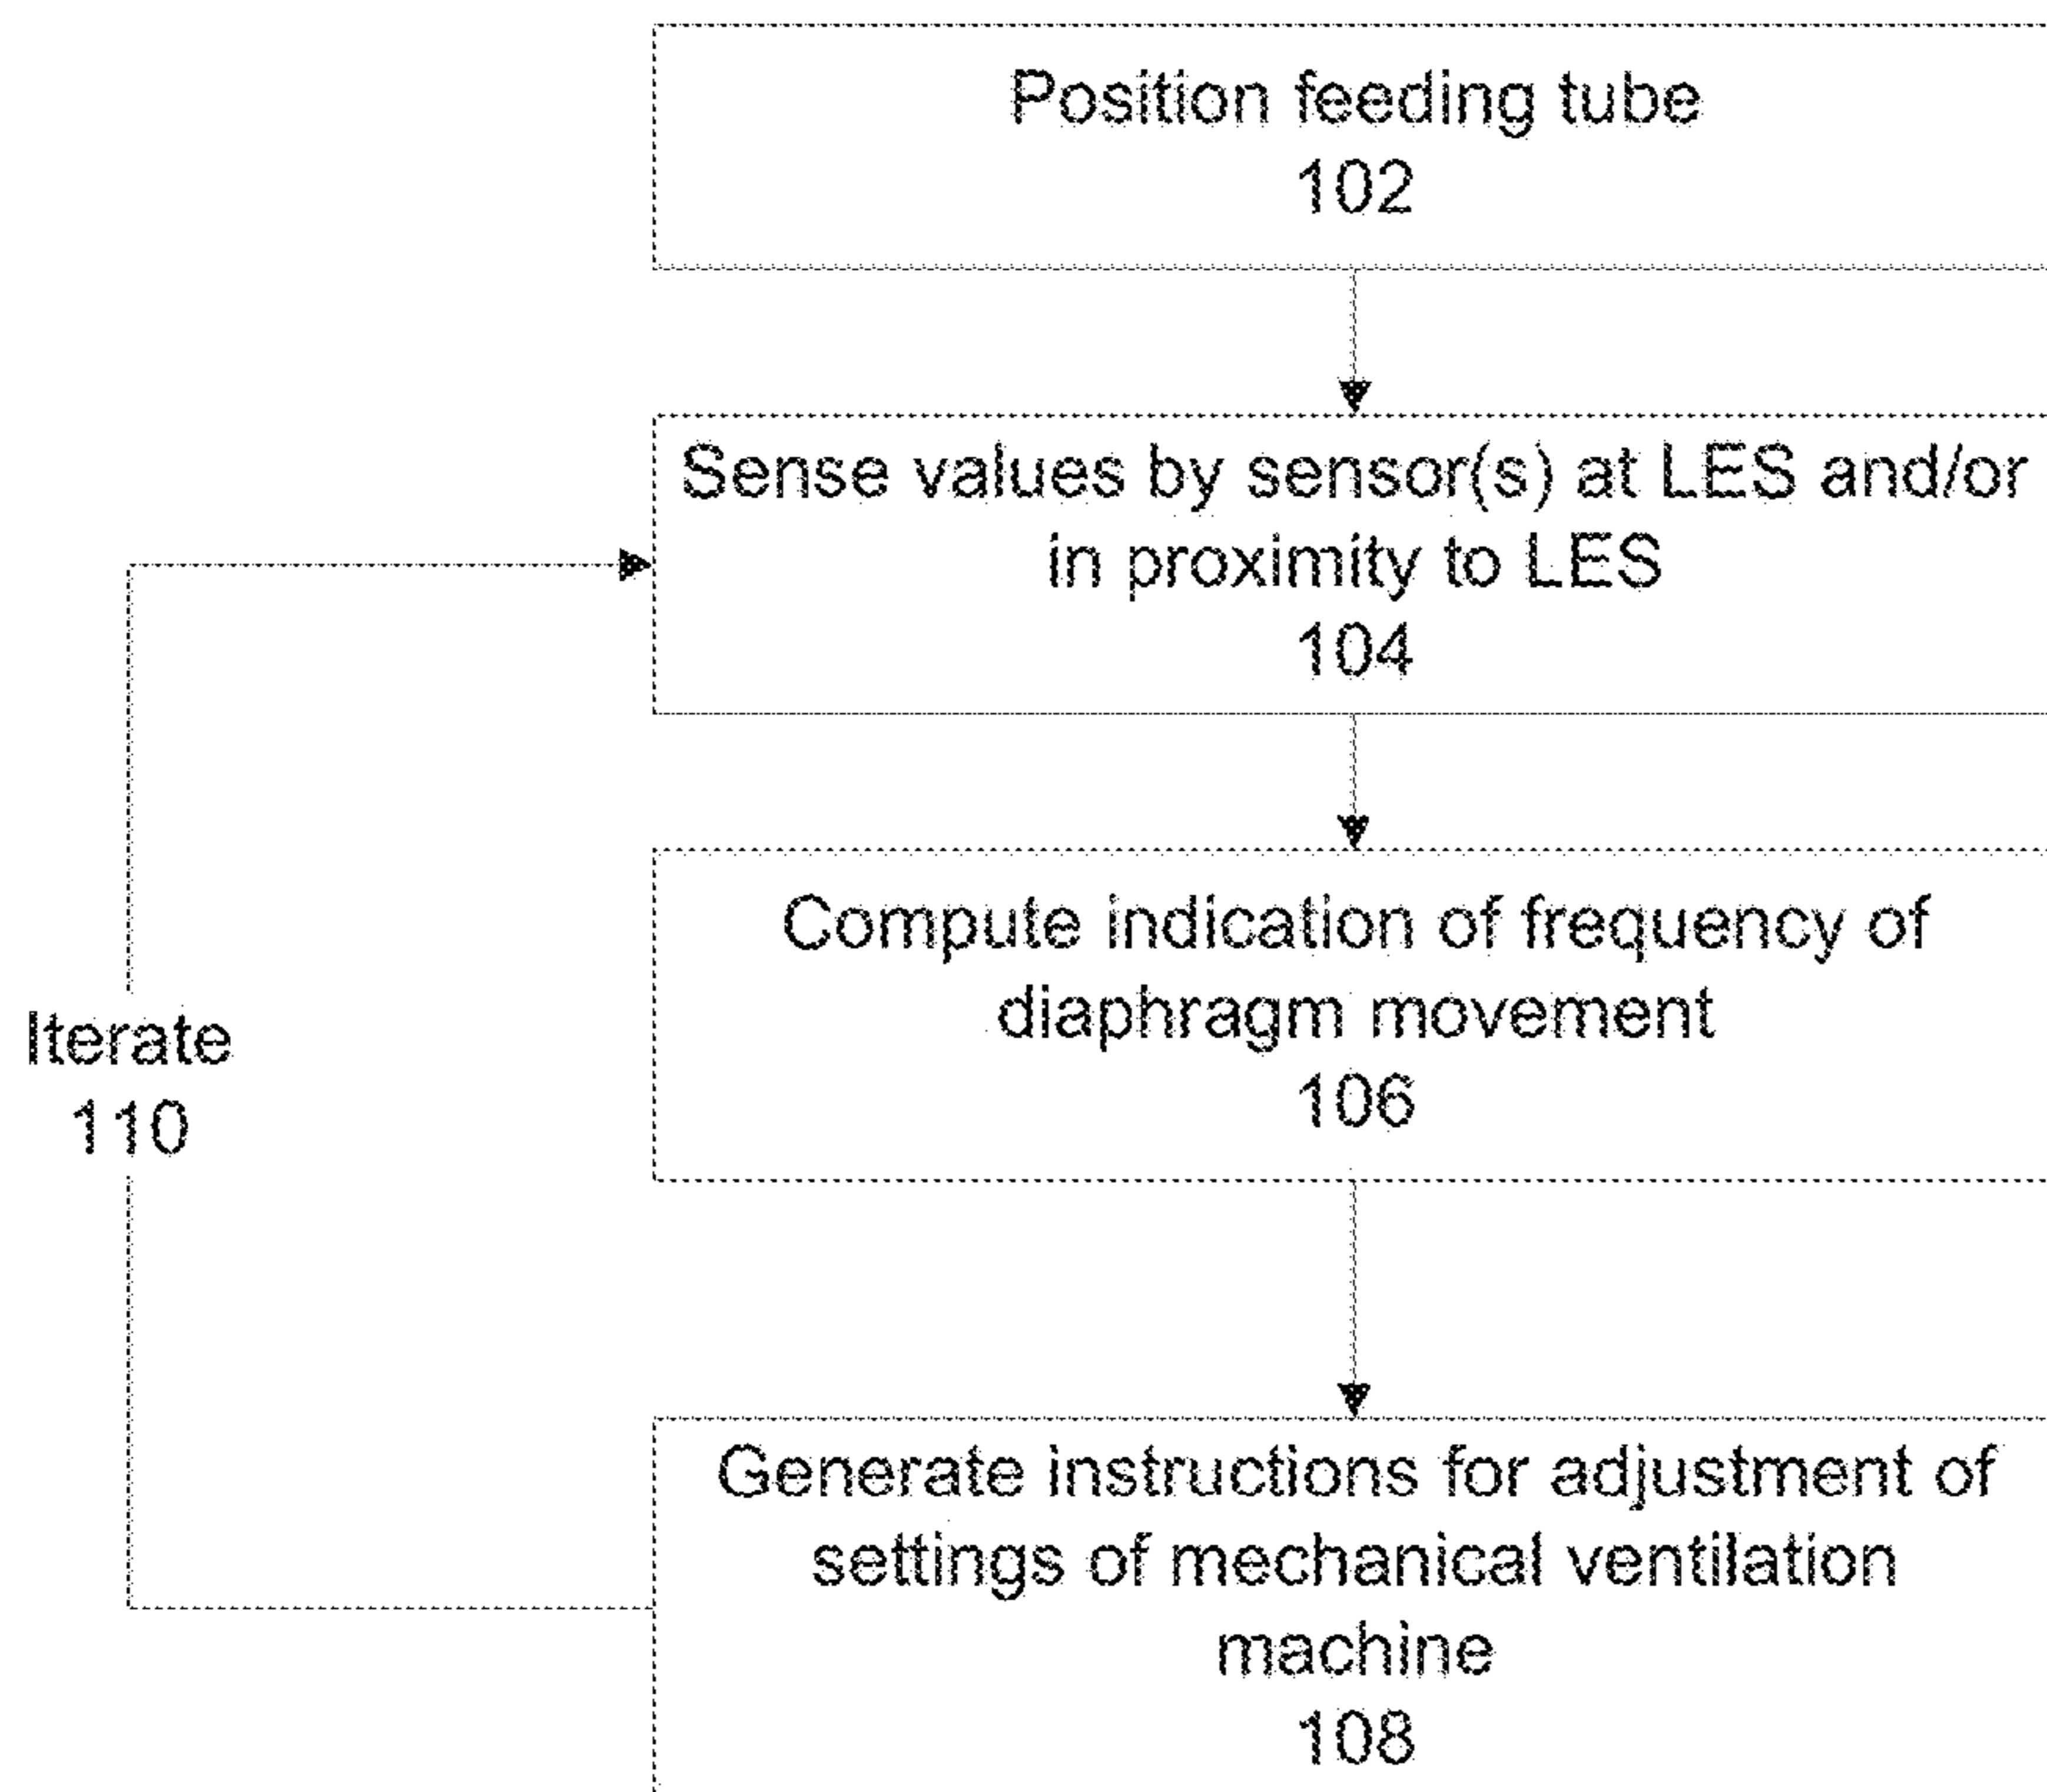 Position feeding tube
102
Sense values by sensor(s) at LES and/or
in proximity to LES
104
Compute indication of frequency of
diaphragm movement
106
Iterate
110
Generate instructions for adjustment of
settings of mechanical ventilation
machine
108